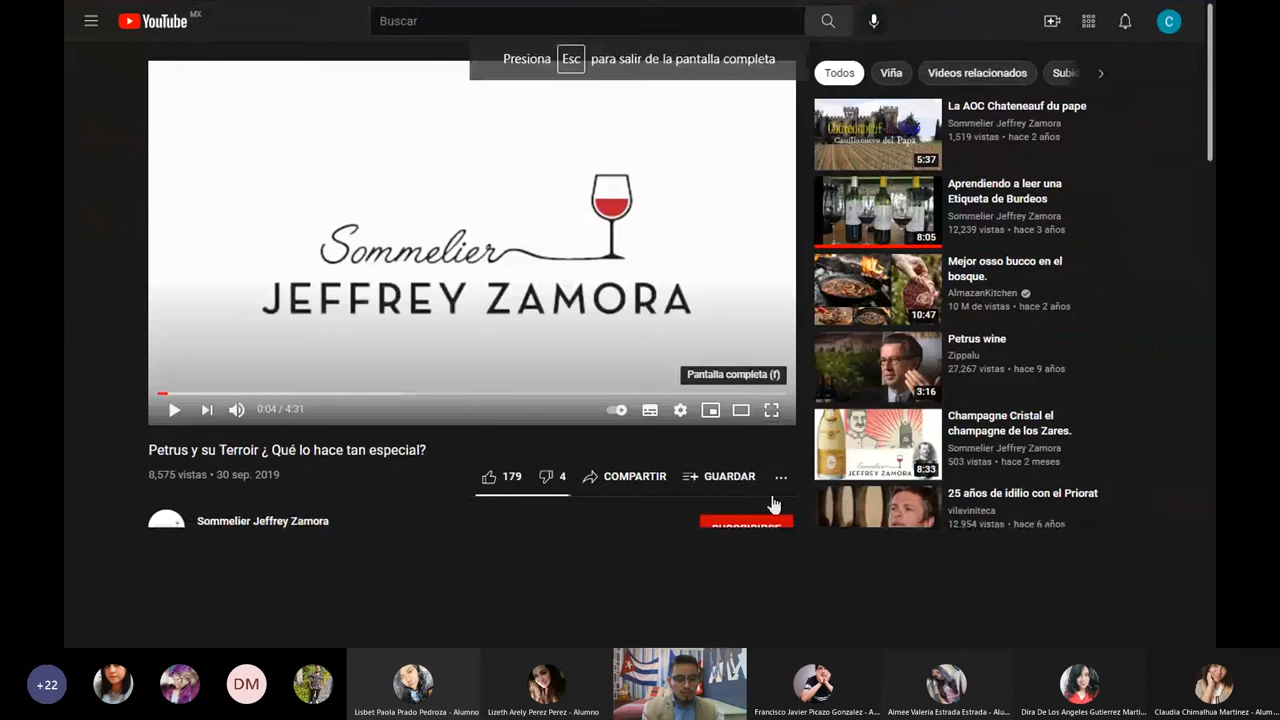 YouTube MX
Buscar
C
Presiona Esc para salir de la pantalla completa
Todos
Viña
Videos relacionados
Subid
Sommelier
JEFFREY ZAMORA
Pantalla completa (f)
0:04 / 4:31
Petrus y su Terroir ¿ Qué lo hace tan especial?
8,575 vistas • 30 sep. 2019
179
4
COMPARTIR
GUARDAR
Sommelier Jeffrey Zamora
SUSCRIBIRSE
La AOC Chateneauf du pape
Sommelier Jeffrey Zamora
1,519 vistas • hace 2 años
5:37
Aprendiendo a leer una
Etiqueta de Burdeos
Sommelier Jeffrey Zamora
12,239 vistas • hace 3 años
8:05
Mejor osso bucco en el
bosque.
AlmazanKitchen
10 M de vistas • hace 2 años
10:47
Petrus wine
Zippalu
27,267 vistas • hace 9 años
3:16
Champagne Cristal el
champagne de los Zares.
Sommelier Jeffrey Zamora
503 vistas • hace 2 meses
8:33
25 años de idilio con el Priorat
vilaviniteca
12,954 vistas • hace 6 años
+22
DM
Lisbet Paola Prado Pedroza - Alumno
Lizeth Arely Perez Perez - Alumno
Francisco Javier Picazo Gonzalez - A...
Aimee Valeria Estrada Estrada - Alu...
Dira De Los Angeles Gutierrez Marti...
Claudia Chimalhua Martinez - Alum...